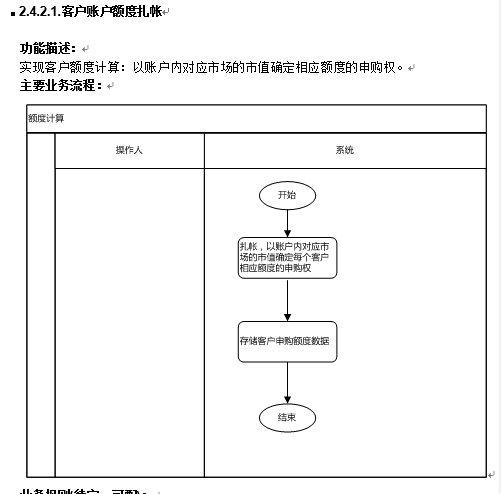 2.4.2.1.客户账户额度扎帐
功能描述：
实现客户额度计算：以账户内对应市场的市值确定相应额度的申购权。
主要业务流程：
额度计算
操作人
系统
开始
扎帐，以账户内对应市
场的市值确定每个客户
相应额度的申购权
存储客户申购额度数据
结束